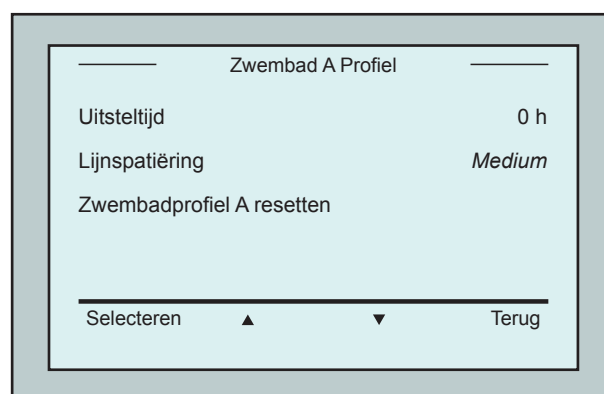 Zwembad A Profiel
Uitsteltijd 0 h
Lijnspatiëring Medium
Zwembadprofiel A resetten
Selecteren ▲ ▼ Terug